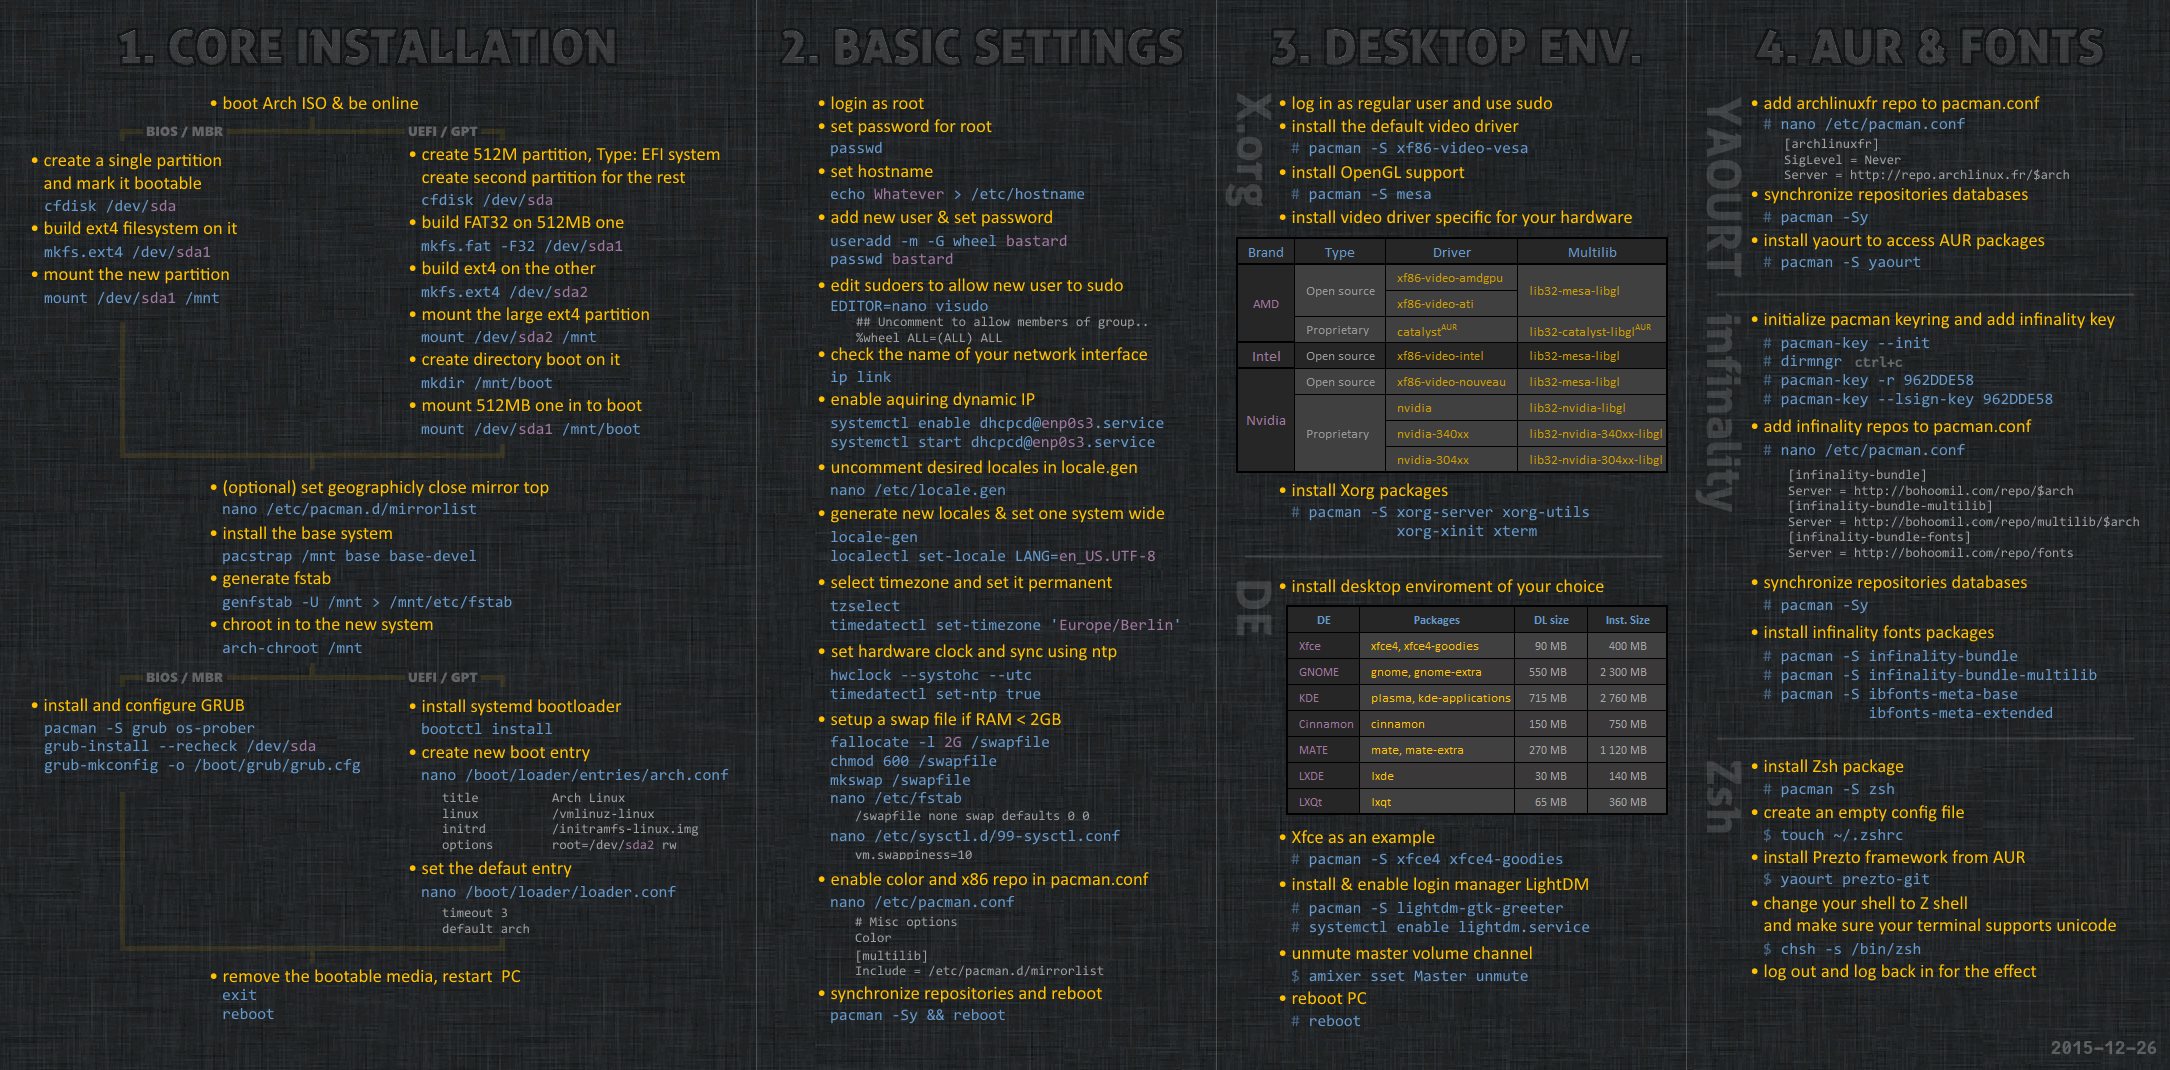 1. CORE INSTALLATION
• boot Arch ISO & be online
BIOS / MBR
• create a single partition
and mark it bootable
cfdisk /dev/sda
• build ext4 filesystem on it
mkfs.ext4 /dev/sda1
• mount the new partition
mount /dev/sda1 /mnt
UEFI / GPT
• create 512M partition, Type: EFI system
create second partition for the rest
cfdisk /dev/sda
• build FAT32 on 512MB one
mkfs.fat -F32 /dev/sda1
• build ext4 on the other
mkfs.ext4 /dev/sda2
• mount the large ext4 partition
mount /dev/sda2 /mnt
• create directory boot on it
mkdir /mnt/boot
• mount 512MB one in to boot
mount /dev/sda1 /mnt/boot
• (optional) set geographicly close mirror top
nano /etc/pacman.d/mirrorlist
• install the base system
pacstrap /mnt base base-devel
• generate fstab
genfstab -U /mnt > /mnt/etc/fstab
• chroot in to the new system
arch-chroot /mnt
BIOS / MBR
• install and configure GRUB
pacman -S grub os-prober
grub-install --recheck /dev/sda
grub-mkconfig -o /boot/grub/grub.cfg
UEFI / GPT
• install systemd bootloader
bootctl install
• create new boot entry
nano /boot/loader/entries/arch.conf
title Arch Linux
linux /vmlinuz-linux
initrd /initramfs-linux.img
options root=/dev/sda2 rw
• set the defaut entry
nano /boot/loader/loader.conf
timeout 3
default arch
• remove the bootable media, restart PC
exit
reboot
2. BASIC SETTINGS
• login as root
• set password for root
passwd
• set hostname
echo Whatever > /etc/hostname
• add new user & set password
useradd -m -G wheel bastard
passwd bastard
• edit sudoers to allow new user to sudo
EDITOR=nano visudo
## Uncomment to allow members of group..
%wheel ALL=(ALL) ALL
• check the name of your network interface
ip link
• enable aquiring dynamic IP
systemctl enable dhcpcd@enp0s3.service
systemctl start dhcpcd@enp0s3.service
• uncomment desired locales in locale.gen
nano /etc/locale.gen
• generate new locales & set one system wide
locale-gen
localectl set-locale LANG=en_US.UTF-8
• select timezone and set it permanent
tzselect
timedatectl set-timezone 'Europe/Berlin'
• set hardware clock and sync using ntp
hwclock --systohc --utc
timedatectl set-ntp true
• setup a swap file if RAM < 2GB
fallocate -l 2G /swapfile
chmod 600 /swapfile
mkswap /swapfile
nano /etc/fstab
/swapfile none swap defaults 0 0
nano /etc/sysctl.d/99-sysctl.conf
vm.swappiness=10
• enable color and x86 repo in pacman.conf
nano /etc/pacman.conf
# Misc options
Color
[multilib]
Include = /etc/pacman.d/mirrorlist
• synchronize repositories and reboot
pacman -Sy && reboot
3. DESKTOP ENV.
X.org
• log in as regular user and use sudo
• install the default video driver
# pacman -S xf86-video-vesa
• install OpenGL support
# pacman -S mesa
• install video driver specific for your hardware
Brand Type Driver Multilib
AMD Open source xf86-video-amdgpu lib32-mesa-libgl
xf86-video-ati
Proprietary catalystAUR lib32-catalyst-libglAUR
Intel Open source xf86-video-intel lib32-mesa-libgl
Nvidia Open source xf86-video-nouveau lib32-mesa-libgl
Proprietary nvidia lib32-nvidia-libgl
nvidia-340xx lib32-nvidia-340xx-libgl
nvidia-304xx lib32-nvidia-304xx-libgl
• install Xorg packages
# pacman -S xorg-server xorg-utils
xorg-xinit xterm
DE
• install desktop enviroment of your choice
DE Packages DL size Inst. Size
Xfce xfce4, xfce4-goodies 90 MB 400 MB
GNOME gnome, gnome-extra 550 MB 2 300 MB
KDE plasma, kde-applications 715 MB 2 760 MB
Cinnamon cinnamon 150 MB 750 MB
MATE mate, mate-extra 270 MB 1 120 MB
LXDE lxde 30 MB 140 MB
LXQt lxqt 65 MB 360 MB
• Xfce as an example
# pacman -S xfce4 xfce4-goodies
• install & enable login manager LightDM
# pacman -S lightdm-gtk-greeter
# systemctl enable lightdm.service
• unmute master volume channel
$ amixer sset Master unmute
• reboot PC
# reboot
4. AUR & FONTS
YAOURT
• add archlinuxfr repo to pacman.conf
# nano /etc/pacman.conf
[archlinuxfr]
SigLevel = Never
Server = http://repo.archlinux.fr/$arch
• synchronize repositories databases
# pacman -Sy
• install yaourt to access AUR packages
# pacman -S yaourt
infinality
• initialize pacman keyring and add infinality key
# pacman-key --init
# dirmngr ctrl+c
# pacman-key -r 962DDE58
# pacman-key --lsign-key 962DDE58
• add infinality repos to pacman.conf
# nano /etc/pacman.conf
[infinality-bundle]
Server = http://bohoomil.com/repo/$arch
[infinality-bundle-multilib]
Server = http://bohoomil.com/repo/multilib/$arch
[infinality-bundle-fonts]
Server = http://bohoomil.com/repo/fonts
• synchronize repositories databases
# pacman -Sy
• install infinality fonts packages
# pacman -S infinality-bundle
# pacman -S infinality-bundle-multilib
# pacman -S ibfonts-meta-base
ibfonts-meta-extended
Zsh
• install Zsh package
# pacman -S zsh
• create an empty config file
$ touch ~/.zshrc
• install Prezto framework from AUR
$ yaourt prezto-git
• change your shell to Z shell
and make sure your terminal supports unicode
$ chsh -s /bin/zsh
• log out and log back in for the effect
2015-12-26